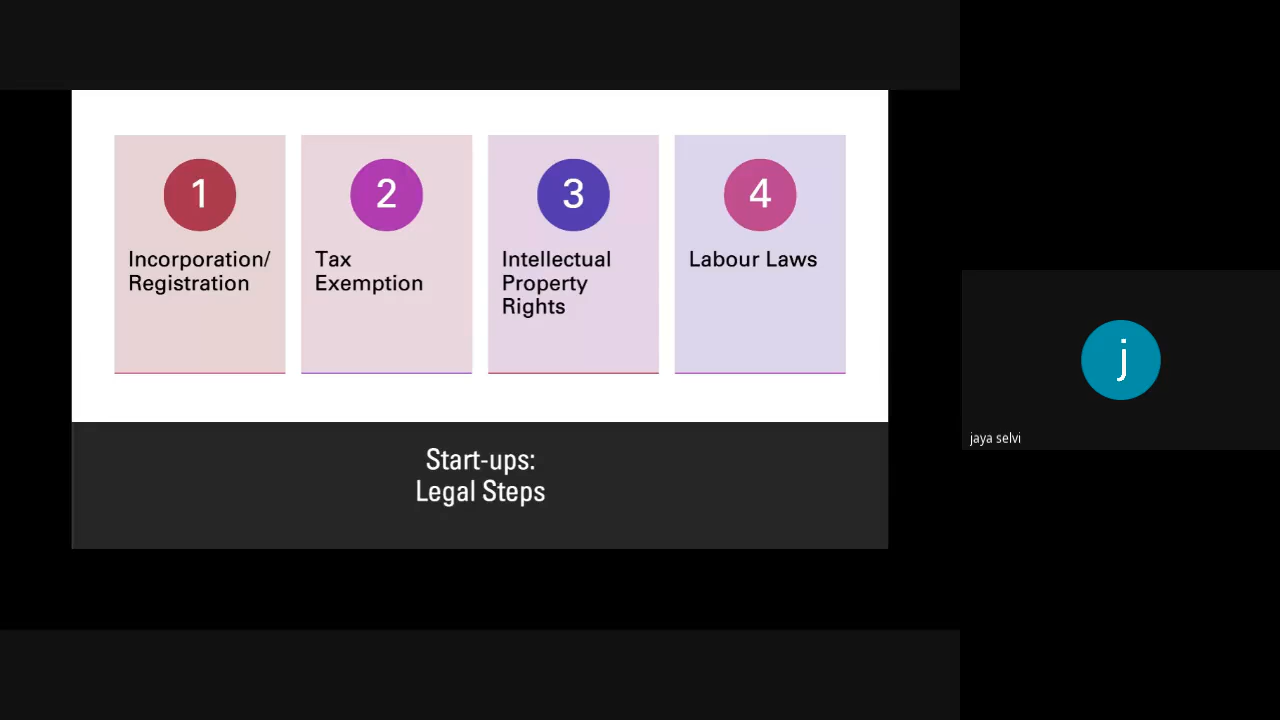 1
Incorporation/
Registration
2
Tax
Exemption
3
Intellectual
Property
Rights
4
Labour Laws
Start-ups:
Legal Steps
j
jaya selvi